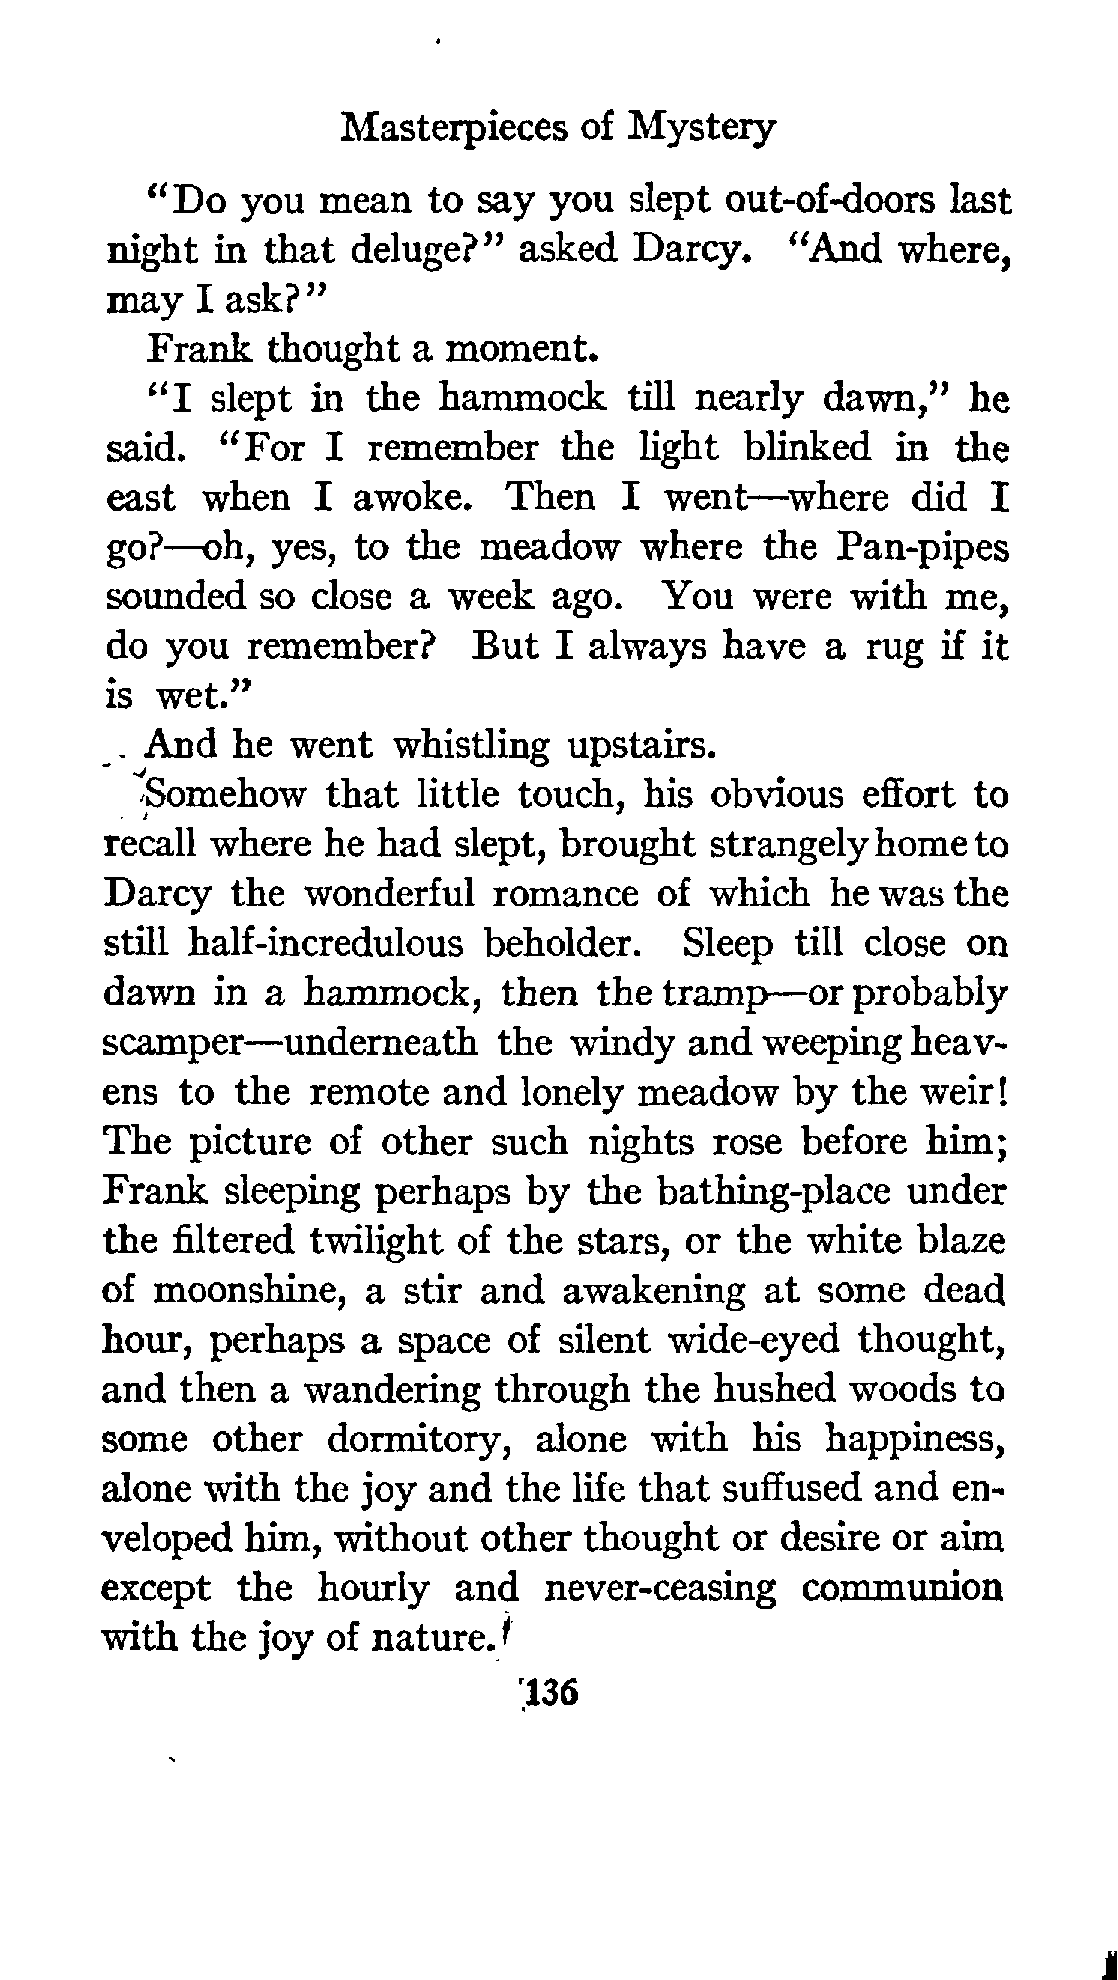 Masterpieces of Mystery
"Do you mean to say you slept out-of-doors last
night in that deluge?" asked Darcy. "And where,
may I ask?"
Frank thought a moment.
"I slept in the hammock till nearly dawn," he
said. "For I remember the light blinked in the
east when I awoke. Then I went—where did I
go?—oh, yes, to the meadow where the Pan-pipes
sounded so close a week ago. You were with me,
do you remember? But I always have a rug if it
is wet."
And he went whistling upstairs.
Somehow that little touch, his obvious effort to
recall where he had slept, brought strangely home to
Darcy the wonderful romance of which he was the
still half-incredulous beholder. Sleep till close on
dawn in a hammock, then the tramp—or probably
scamper—underneath the windy and weeping heav-
ens to the remote and lonely meadow by the weir!
The picture of other such nights rose before him;
Frank sleeping perhaps by the bathing-place under
the filtered twilight of the stars, or the white blaze
of moonshine, a stir and awakening at some dead
hour, perhaps a space of silent wide-eyed thought,
and then a wandering through the hushed woods to
some other dormitory, alone with his happiness,
alone with the joy and the life that suffused and en-
veloped him, without other thought or desire or aim
except the hourly and never-ceasing communion
with the joy of nature.
136